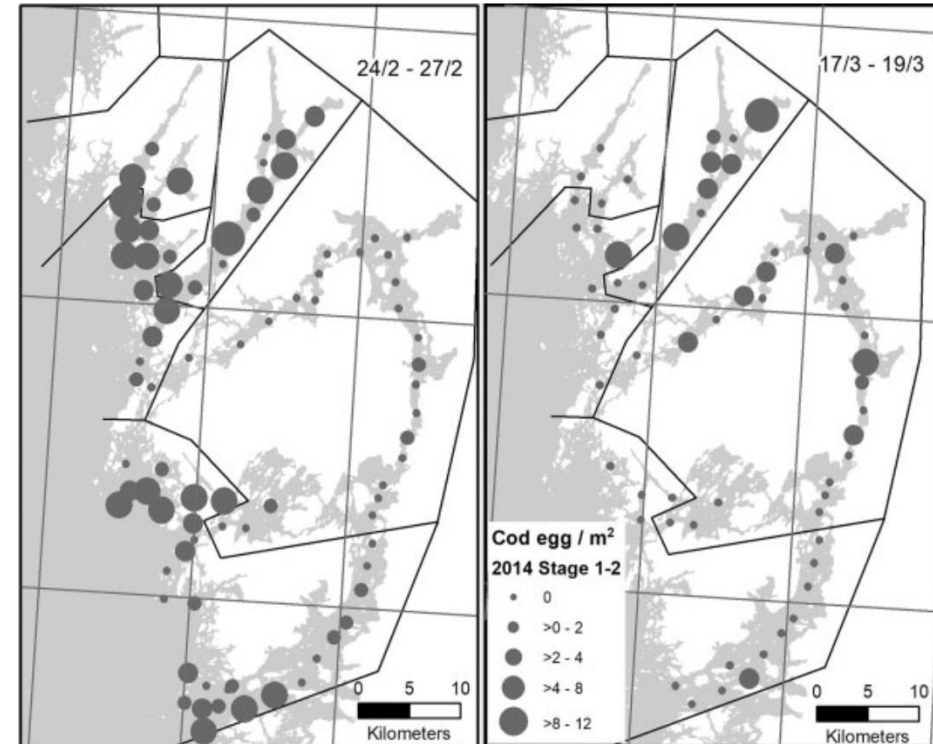 24/2 - 27/2
17/3 - 19/3
Cod egg / m²
2014 Stage 1-2
0
>0 - 2
>2 - 4
>4 - 8
>8 - 12
0 5 10
Kilometers
0 5 10
Kilometers